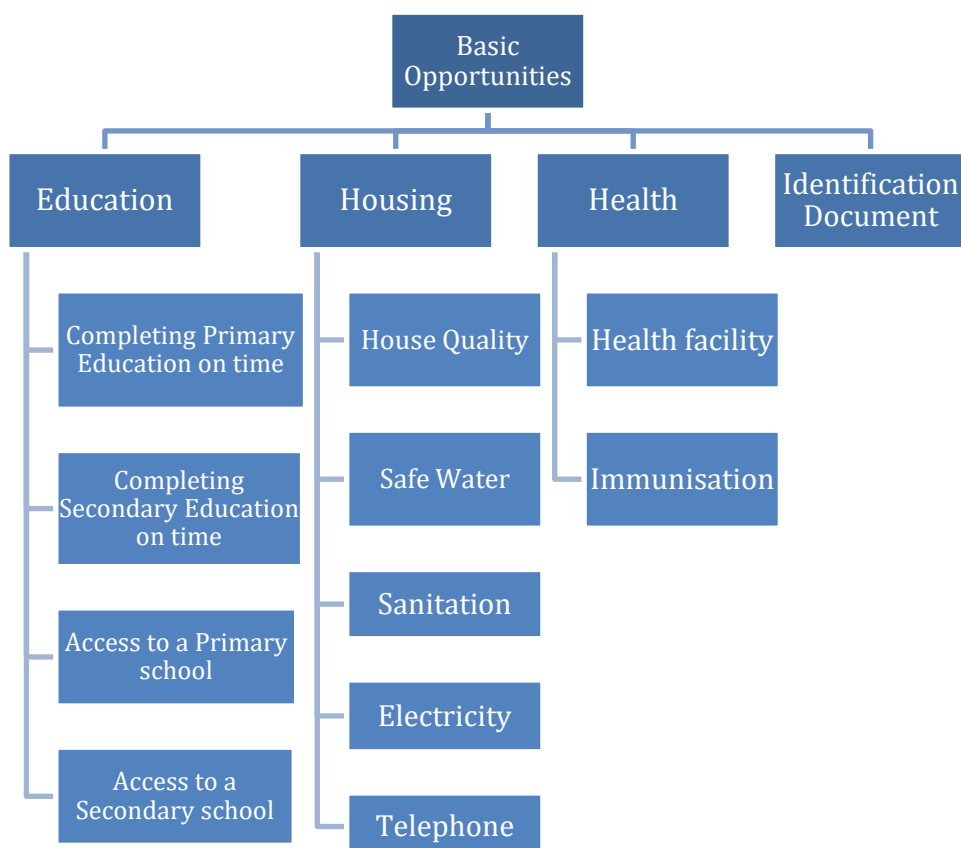 Basic
Opportunities
Education
Housing
Health
Identification
Document
Completing Primary
Education on time
Completing
Secondary Education
on time
Access to a Primary
school
Access to a
Secondary school
House Quality
Safe Water
Sanitation
Electricity
Telephone
Health facility
Immunisation